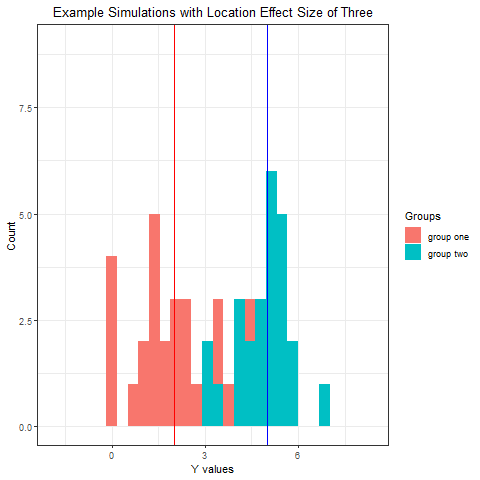 Example Simulations with Location Effect Size of Three
7.5
5.0
2.5
0.0
Count
0 3 6
Y values
Groups
group one
group two